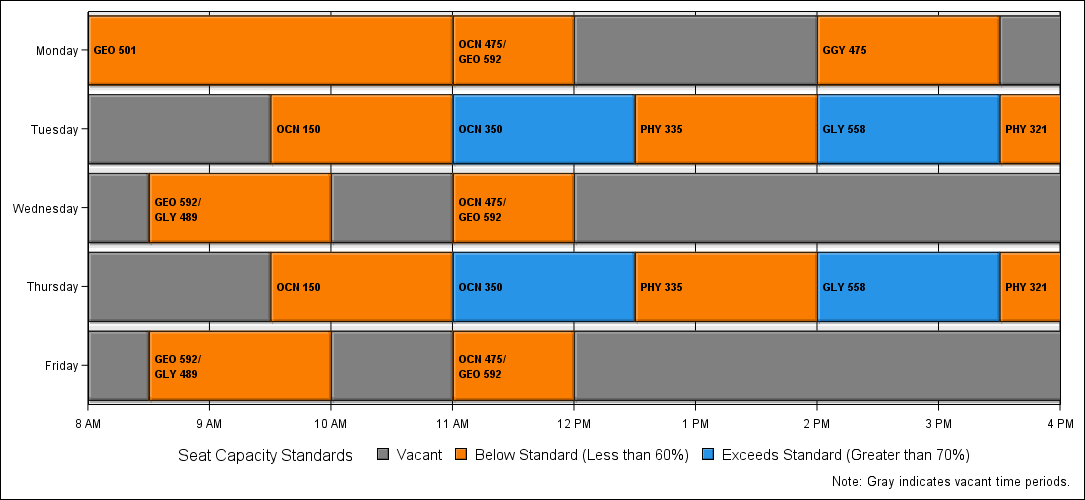 Monday
GEO 501
OCN 475/
GEO 592
GGY 475
Tuesday
OCN 150
OCN 350
PHY 335
GLY 558
PHY 321
Wednesday
GEO 592/
GLY 489
OCN 475/
GEO 592
Thursday
OCN 150
OCN 350
PHY 335
GLY 558
PHY 321
Friday
GEO 592/
GLY 489
OCN 475/
GEO 592
8 AM 9 AM 10 AM 11 AM 12 PM 1 PM 2 PM 3 PM 4 PM
Seat Capacity Standards Vacant Below Standard (Less than 60%) Exceeds Standard (Greater than 70%)
Note: Gray indicates vacant time periods.